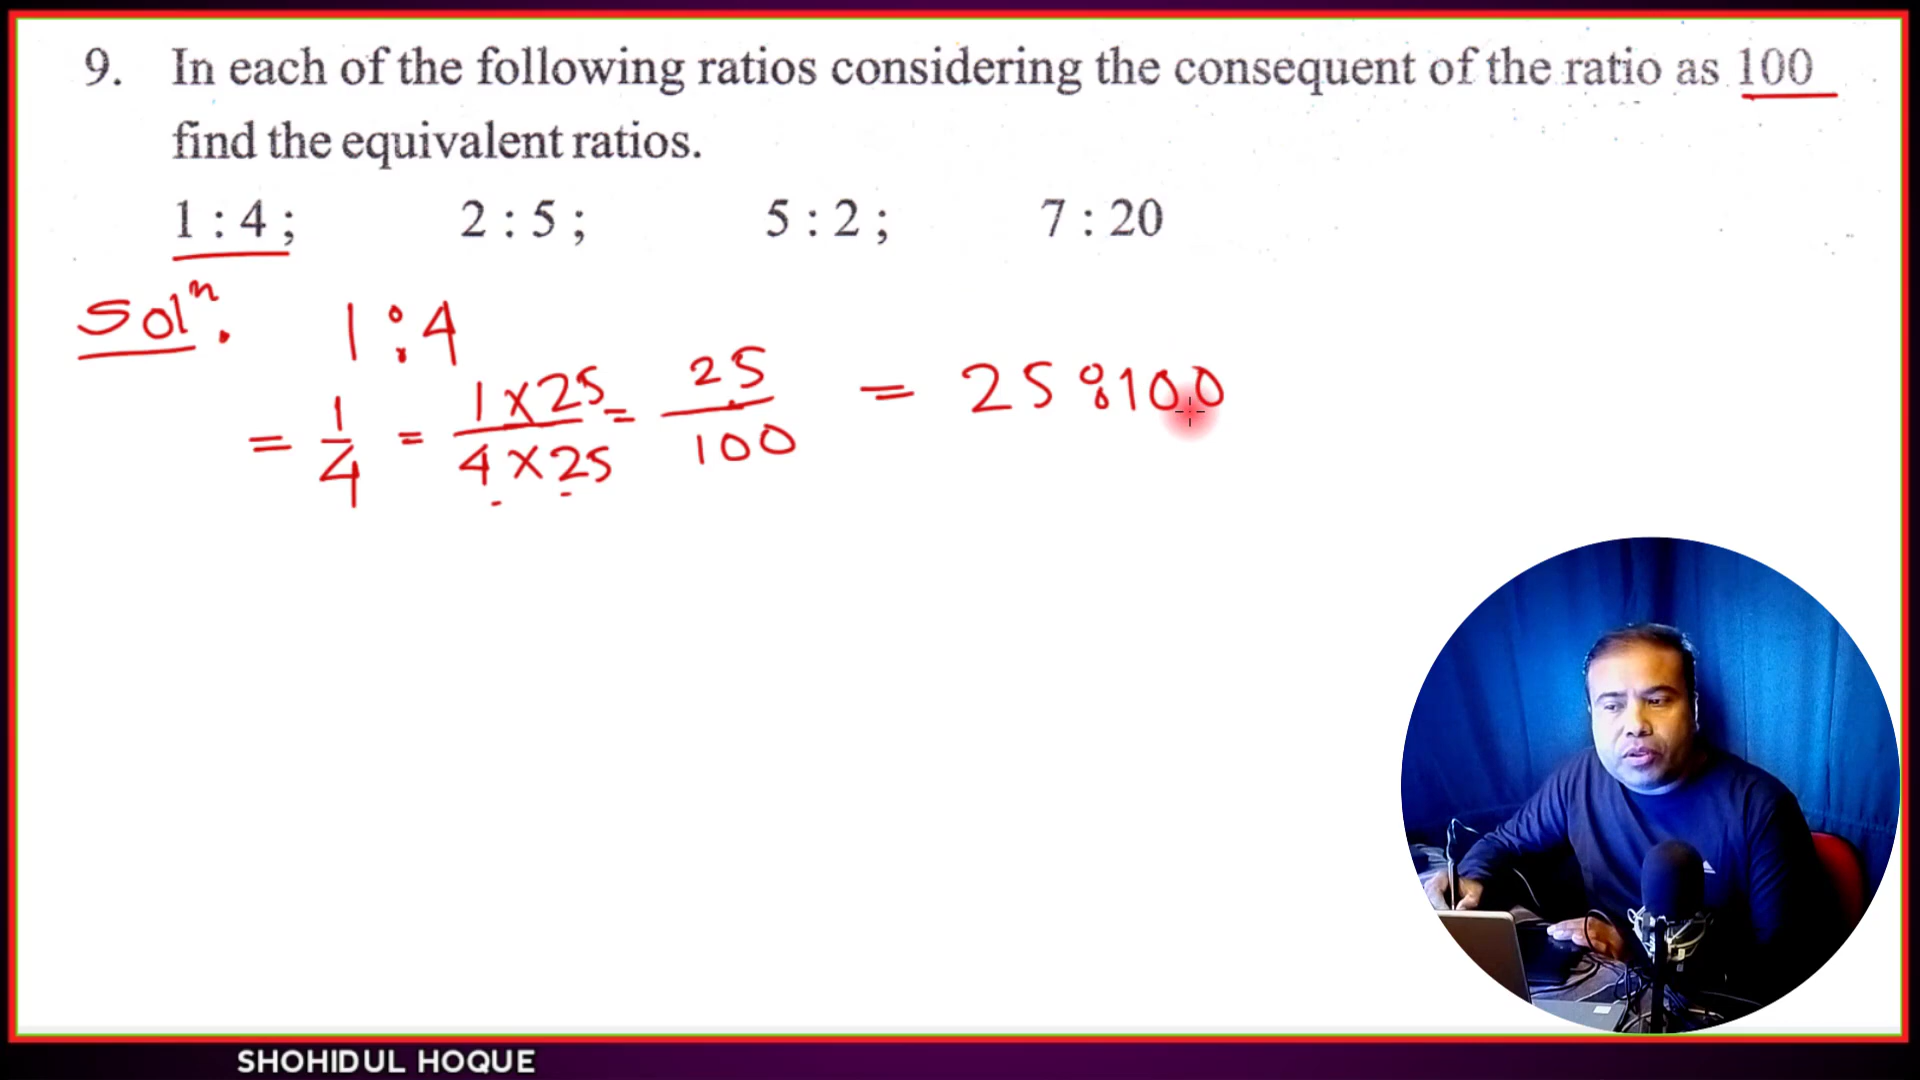 9. In each of the following ratios considering the consequent of the ratio as 100
find the equivalent ratios.
1 : 4 ; 2 : 5 ; 5 : 2 ; 7 : 20
Solⁿ. 1 : 4
= 1/4 = 1×25/4×25 = 25/100 = 25 : 100
SHOHIDUL HOQUE